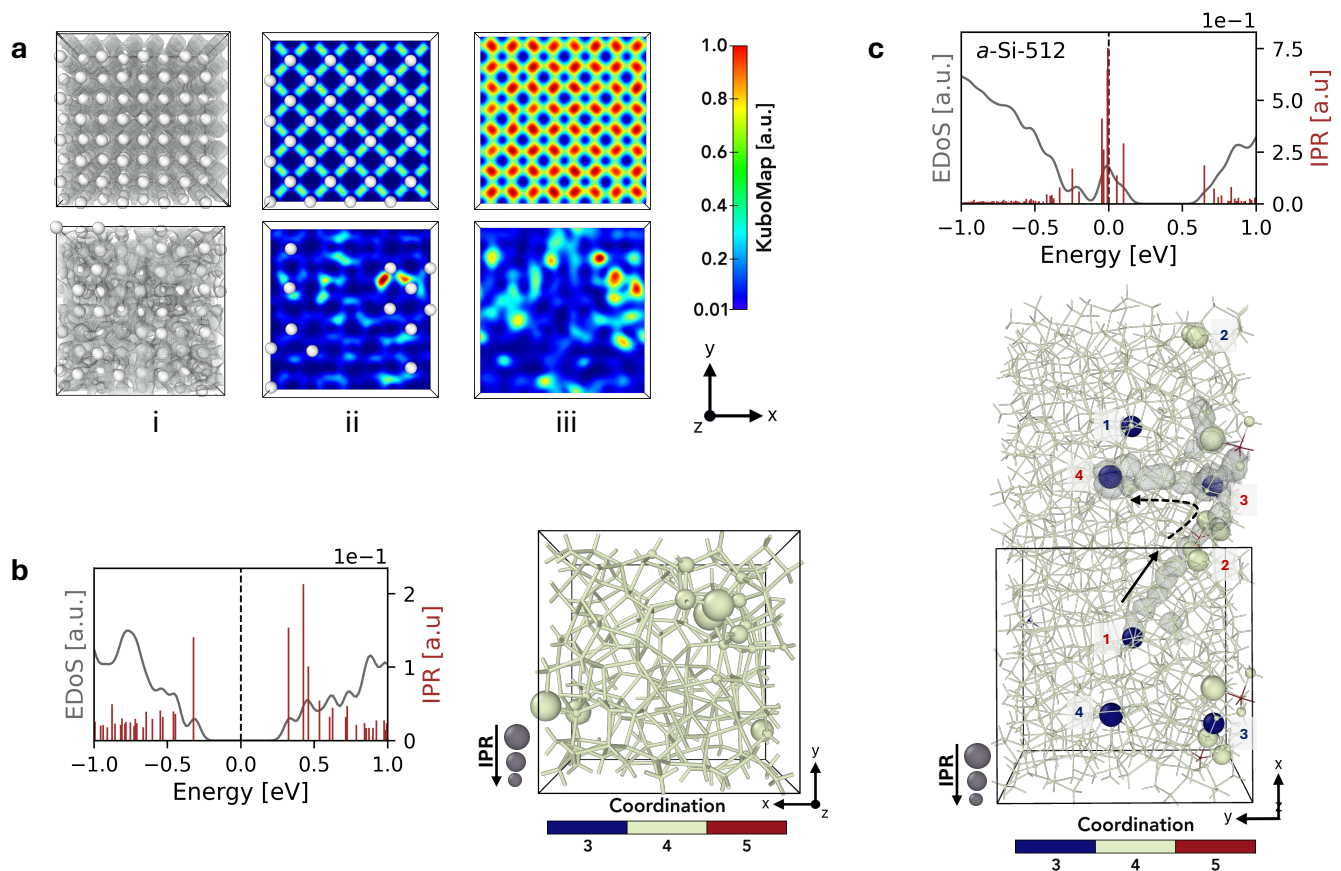 a
i
ii
iii
1.0
0.8
0.6
0.4
0.2
0.01
KuboMap [a.u.]
y
z
x
b
1e−1
EDoS [a.u.]
2
1
0
IPR [a.u]
−1.0
−0.5
0.0
0.5
1.0
Energy [eV]
IPR
y
x
z
Coordination
3
4
5
c
1e−1
a-Si-512
EDoS [a.u.]
7.5
5.0
2.5
0.0
IPR [a.u]
−1.0
−0.5
0.0
0.5
1.0
Energy [eV]
2
1
4
3
2
1
4
3
IPR
x
z
y
Coordination
3
4
5